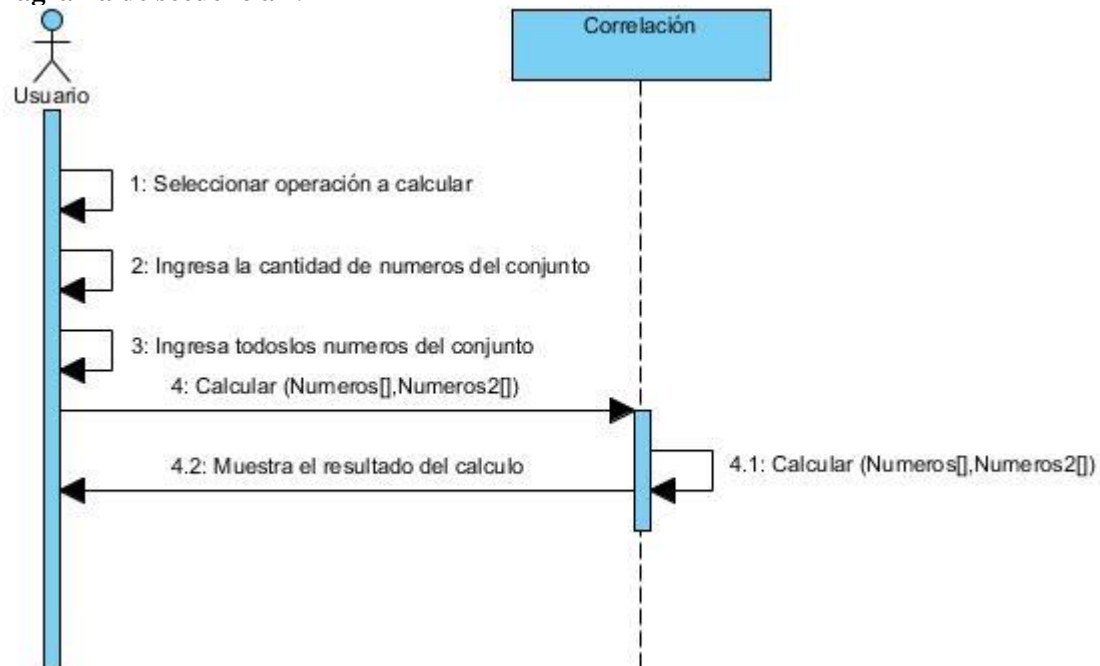 Usuario
Correlación
1: Seleccionar operación a calcular
2: Ingresa la cantidad de numeros del conjunto
3: Ingresa todoslos numeros del conjunto
4: Calcular (Numeros[],Numeros2[])
4.1: Calcular (Numeros[],Numeros2[])
4.2: Muestra el resultado del calculo